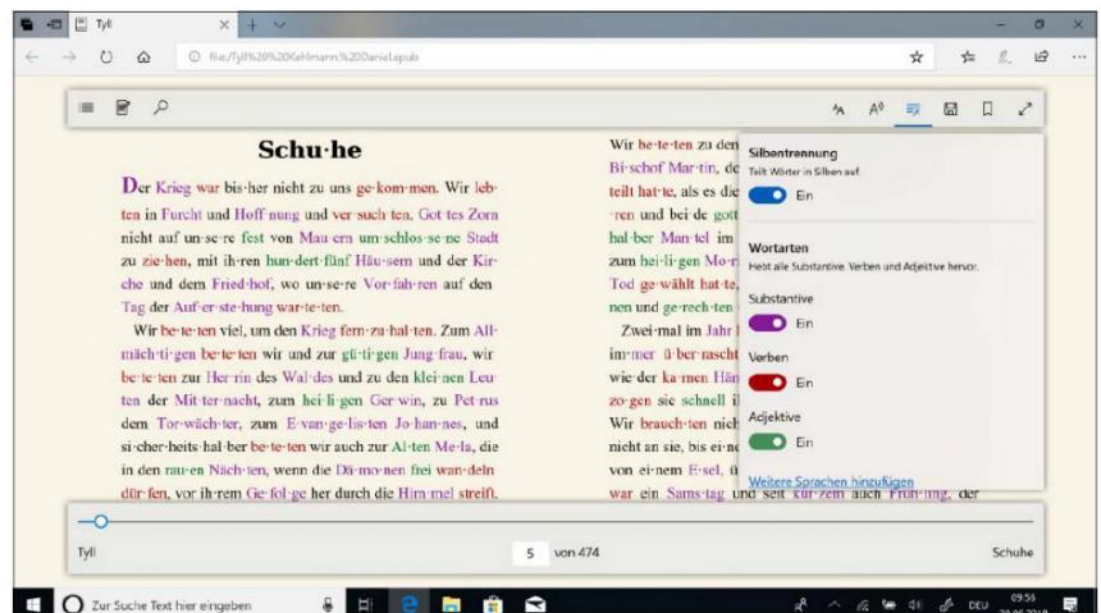 Tyll
file:/Tyll%20%20Kehlmann,%20Daniel.epub
Schu·he
Der Krieg war bis·her nicht zu uns ge·kom·men. Wir leb·
ten in Furcht und Hoff·nung und ver·such·ten, Got·tes Zorn
nicht auf un·se·re fest von Mau·ern um·schlos·se·ne Stadt
zu zie·hen, mit ih·ren hun·dert·fünf Häu·sern und der Kir·
che und dem Fried·hof, wo un·se·re Vor·fah·ren auf den
Tag der Auf·er·ste·hung war·te·ten.
Wir be·te·ten viel, um den Krieg fern·zu·hal·ten. Zum All·
mäch·ti·gen be·te·ten wir und zur gü·ti·gen Jung·frau, wir
be·te·ten zur Her·rin des Wal·des und zu den klei·nen Leu·
ten der Mit·ter·nacht, zum hei·li·gen Ger·win, zu Pet·rus
dem Tor·wäch·ter, zum E·van·ge·lis·ten Jo·han·nes, und
si·cher·heits·hal·ber be·te·ten wir auch zur Al·ten Me·la, die
in den rau·en Näch·ten, wenn die Dä·mo·nen frei wan·deln
dür·fen, vor ih·rem Ge·fol·ge her durch die Him·mel streift.
Wir be·te·ten zu den
Bi·schof Mar·tin, de
teilt hat·te, als es die
·ren und bei·de gott
hal·ber Man·tel im
zum hei·li·gen Mo·r
Tod ge·wählt hat·te,
nen und ge·rech·ten
Zwei·mal im Jahr
im·mer ü·ber·rascht
wie·der ka·men Hän
zo·gen sie schnell i
Wir brauch·ten nich
nicht an sie, bis ei·ne
von ei·nem E·sel, ü
war ein Sams·tag und seit kur·zem auch Früh·ling, der
Silbentrennung
Teilt Wörter in Silben auf.
Ein
Wortarten
Hebt alle Substantive, Verben und Adjektive hervor.
Substantive
Ein
Verben
Ein
Adjektive
Ein
Weitere Sprachen hinzufügen
Tyll
5 von 474
Schuhe
Zur Suche Text hier eingeben
DEU
09:56